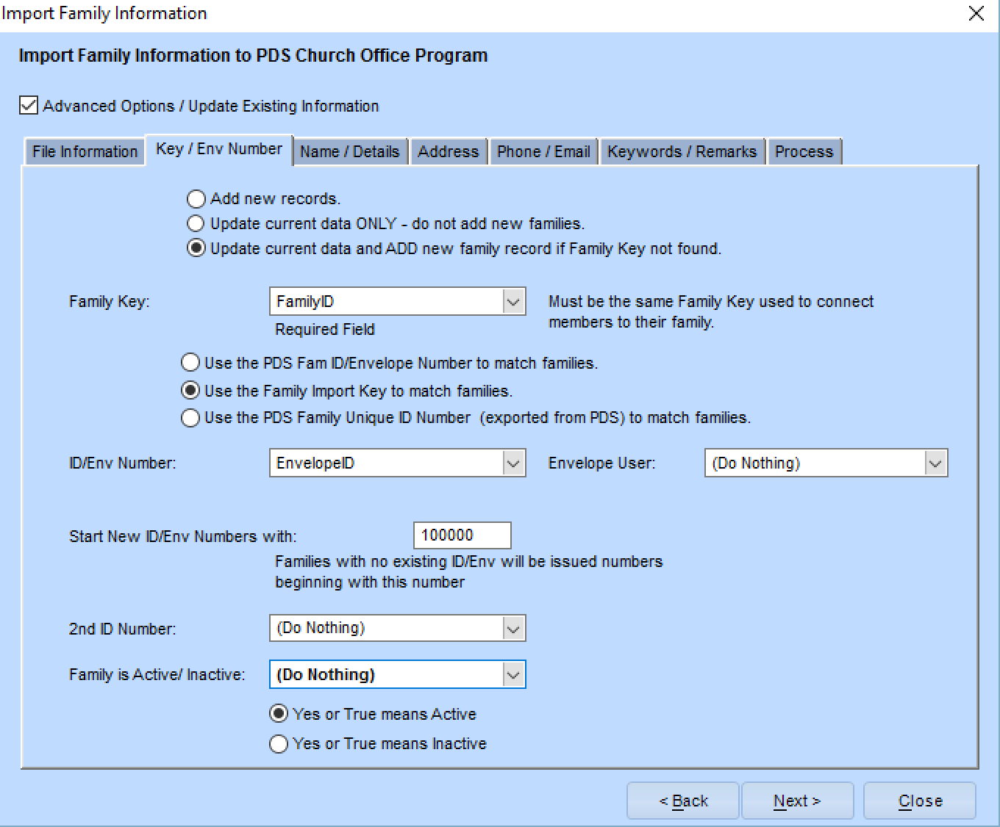 Import Family Information
Import Family Information to PDS Church Office Program
Advanced Options / Update Existing Information
File Information
Key / Env Number
Name / Details
Address
Phone / Email
Keywords / Remarks
Process
Add new records.
Update current data ONLY - do not add new families.
Update current data and ADD new family record if Family Key not found.
Family Key:
FamilyID
Must be the same Family Key used to connect
members to their family.
Required Field
Use the PDS Fam ID/Envelope Number to match families.
Use the Family Import Key to match families.
Use the PDS Family Unique ID Number (exported from PDS) to match families.
ID/Env Number:
EnvelopeID
Envelope User:
(Do Nothing)
Start New ID/Env Numbers with:
100000
Families with no existing ID/Env will be issued numbers
beginning with this number
2nd ID Number:
(Do Nothing)
Family is Active/ Inactive:
(Do Nothing)
Yes or True means Active
Yes or True means Inactive
< Back
Next >
Close